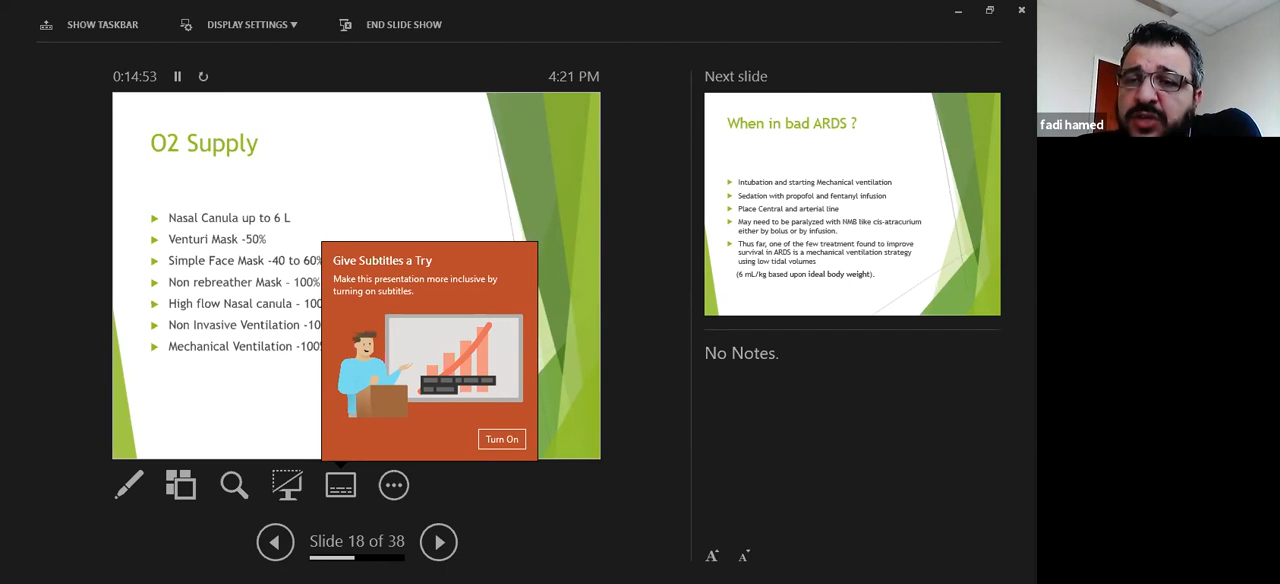 SHOW TASKBAR
DISPLAY SETTINGS ▾
END SLIDE SHOW
0:14:53
4:21 PM
O2 Supply
Nasal Canula up to 6 L
Venturi Mask -50%
Simple Face Mask -40 to 60%
Non rebreather Mask - 100%
High flow Nasal canula - 100
Non Invasive Ventilation -10
Mechanical Ventilation -100%
Give Subtitles a Try
Make this presentation more inclusive by
turning on subtitles.
Turn On
Slide 18 of 38
Next slide
When in bad ARDS ?
Intubation and starting Mechanical ventilation
Sedation with propofol and fentanyl infusion
Place Central and arterial line
May need to be paralyzed with NMB like cis-atracurium
either by bolus or by infusion.
Thus far, one of the few treatment found to improve
survival in ARDS is a mechanical ventilation strategy
using low tidal volumes
(6 mL/kg based upon ideal body weight).
No Notes.
A A
fadi hamed